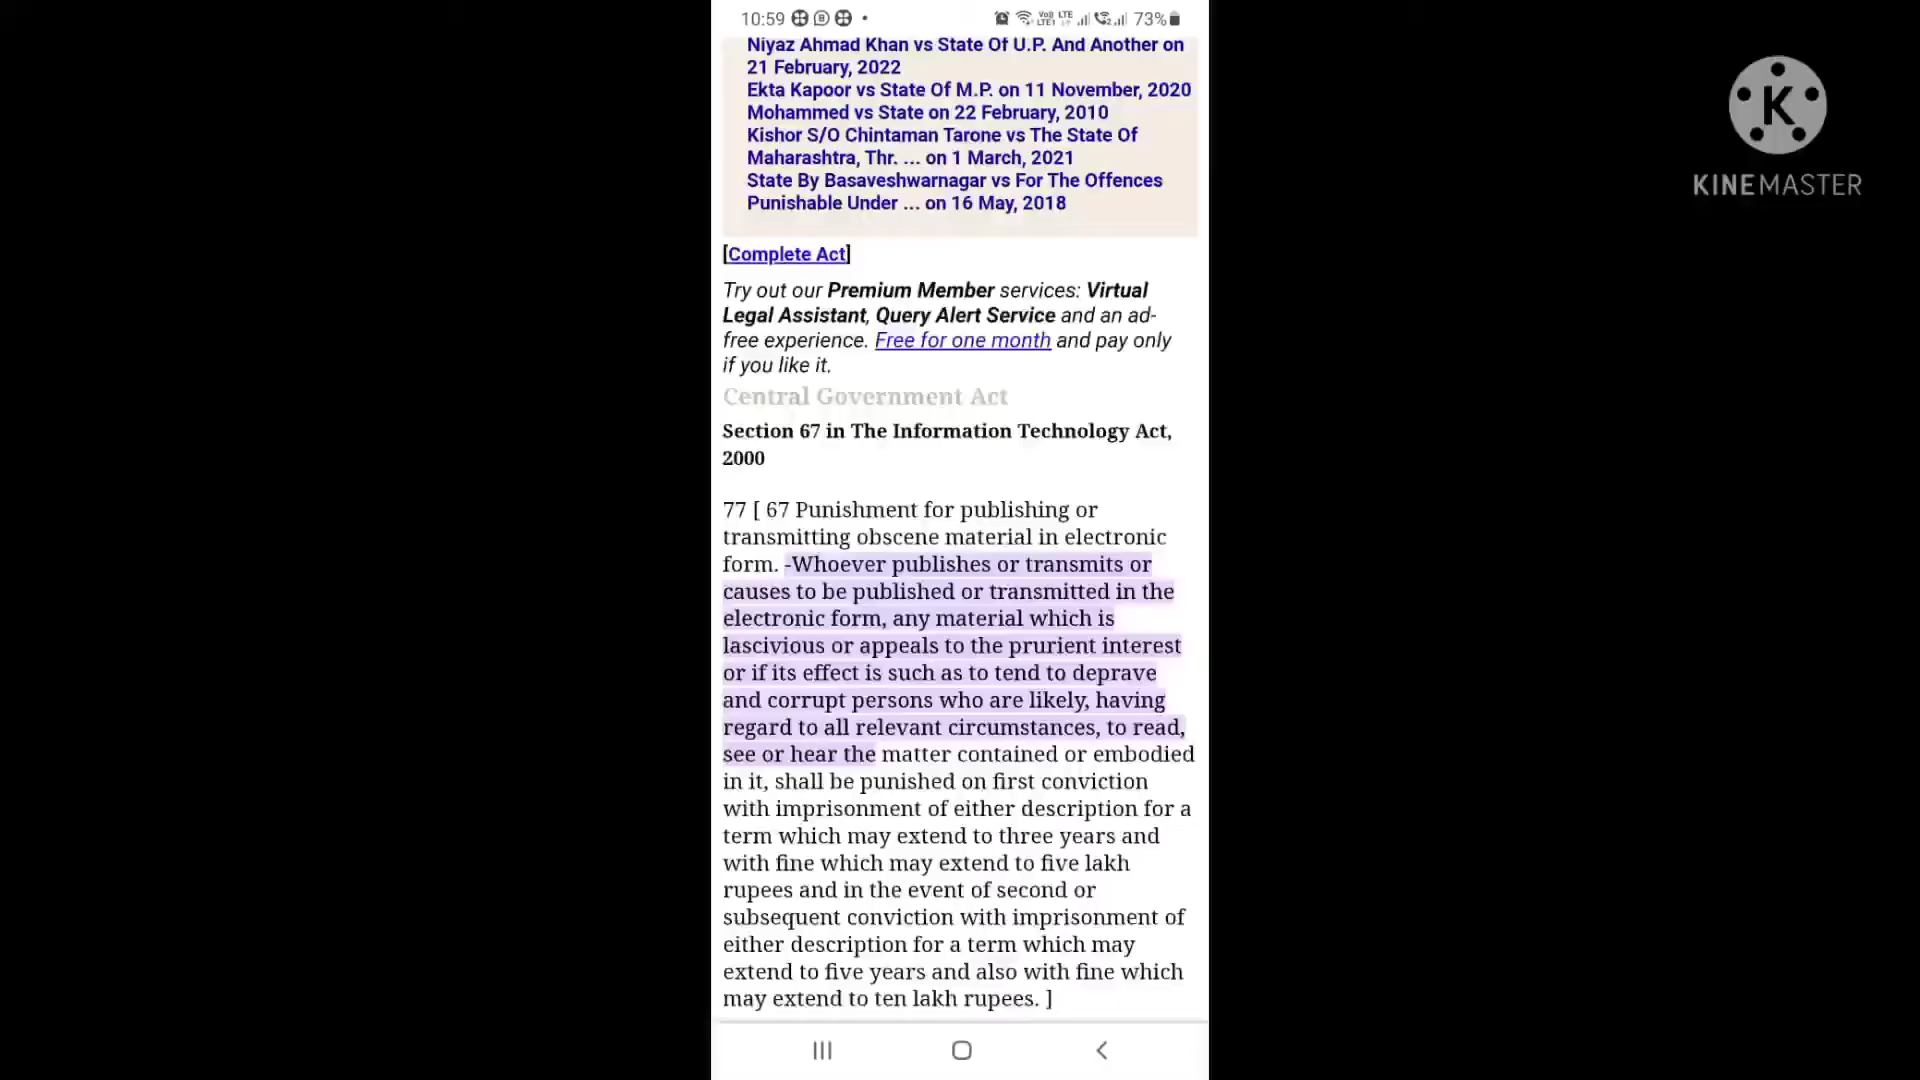 10:59 73%
Niyaz Ahmad Khan vs State Of U.P. And Another on
21 February, 2022
Ekta Kapoor vs State Of M.P. on 11 November, 2020
Mohammed vs State on 22 February, 2010
Kishor S/O Chintaman Tarone vs The State Of
Maharashtra, Thr. ... on 1 March, 2021
State By Basaveshwarnagar vs For The Offences
Punishable Under ... on 16 May, 2018
[Complete Act]
Try out our Premium Member services: Virtual
Legal Assistant, Query Alert Service and an ad-
free experience. Free for one month and pay only
if you like it.
Central Government Act
Section 67 in The Information Technology Act,
2000
77 [ 67 Punishment for publishing or
transmitting obscene material in electronic
form. -Whoever publishes or transmits or
causes to be published or transmitted in the
electronic form, any material which is
lascivious or appeals to the prurient interest
or if its effect is such as to tend to deprave
and corrupt persons who are likely, having
regard to all relevant circumstances, to read,
see or hear the matter contained or embodied
in it, shall be punished on first conviction
with imprisonment of either description for a
term which may extend to three years and
with fine which may extend to five lakh
rupees and in the event of second or
subsequent conviction with imprisonment of
either description for a term which may
extend to five years and also with fine which
may extend to ten lakh rupees. ]
K
KINEMASTER